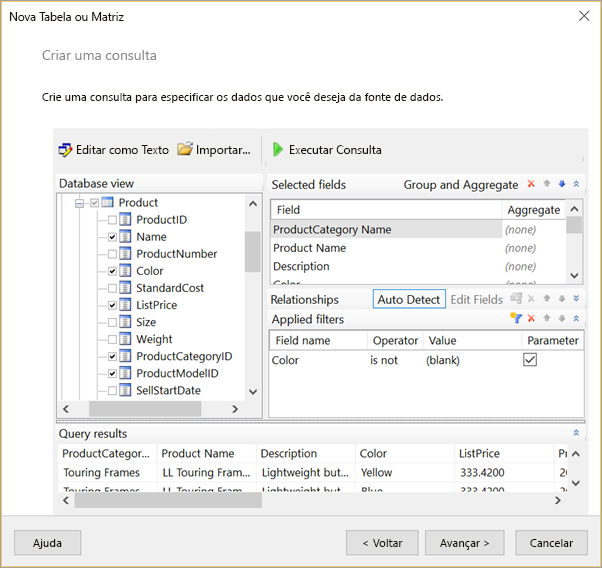 Nova Tabela ou Matriz
Criar uma consulta
Crie uma consulta para especificar os dados que você deseja da fonte de dados.
Editar como Texto Importar... Executar Consulta
Database view
Product
ProductID
Name
ProductNumber
Color
StandardCost
ListPrice
Size
Weight
ProductCategoryID
ProductModelID
SellStartDate
Selected fields Group and Aggregate
Field Aggregate
ProductCategory Name (none)
Product Name (none)
Description (none)
Color (none)
Relationships Auto Detect Edit Fields
Applied filters
Field name Operator Value Parameter
Color is not (blank)
Query results
ProductCategor... Product Name Description Color ListPrice
Touring Frames LL Touring Fram... Lightweight but... Yellow 333.4200
Touring Frames LL Touring Fram... Lightweight but... Blue 333.4200
Ajuda < Voltar Avançar > Cancelar